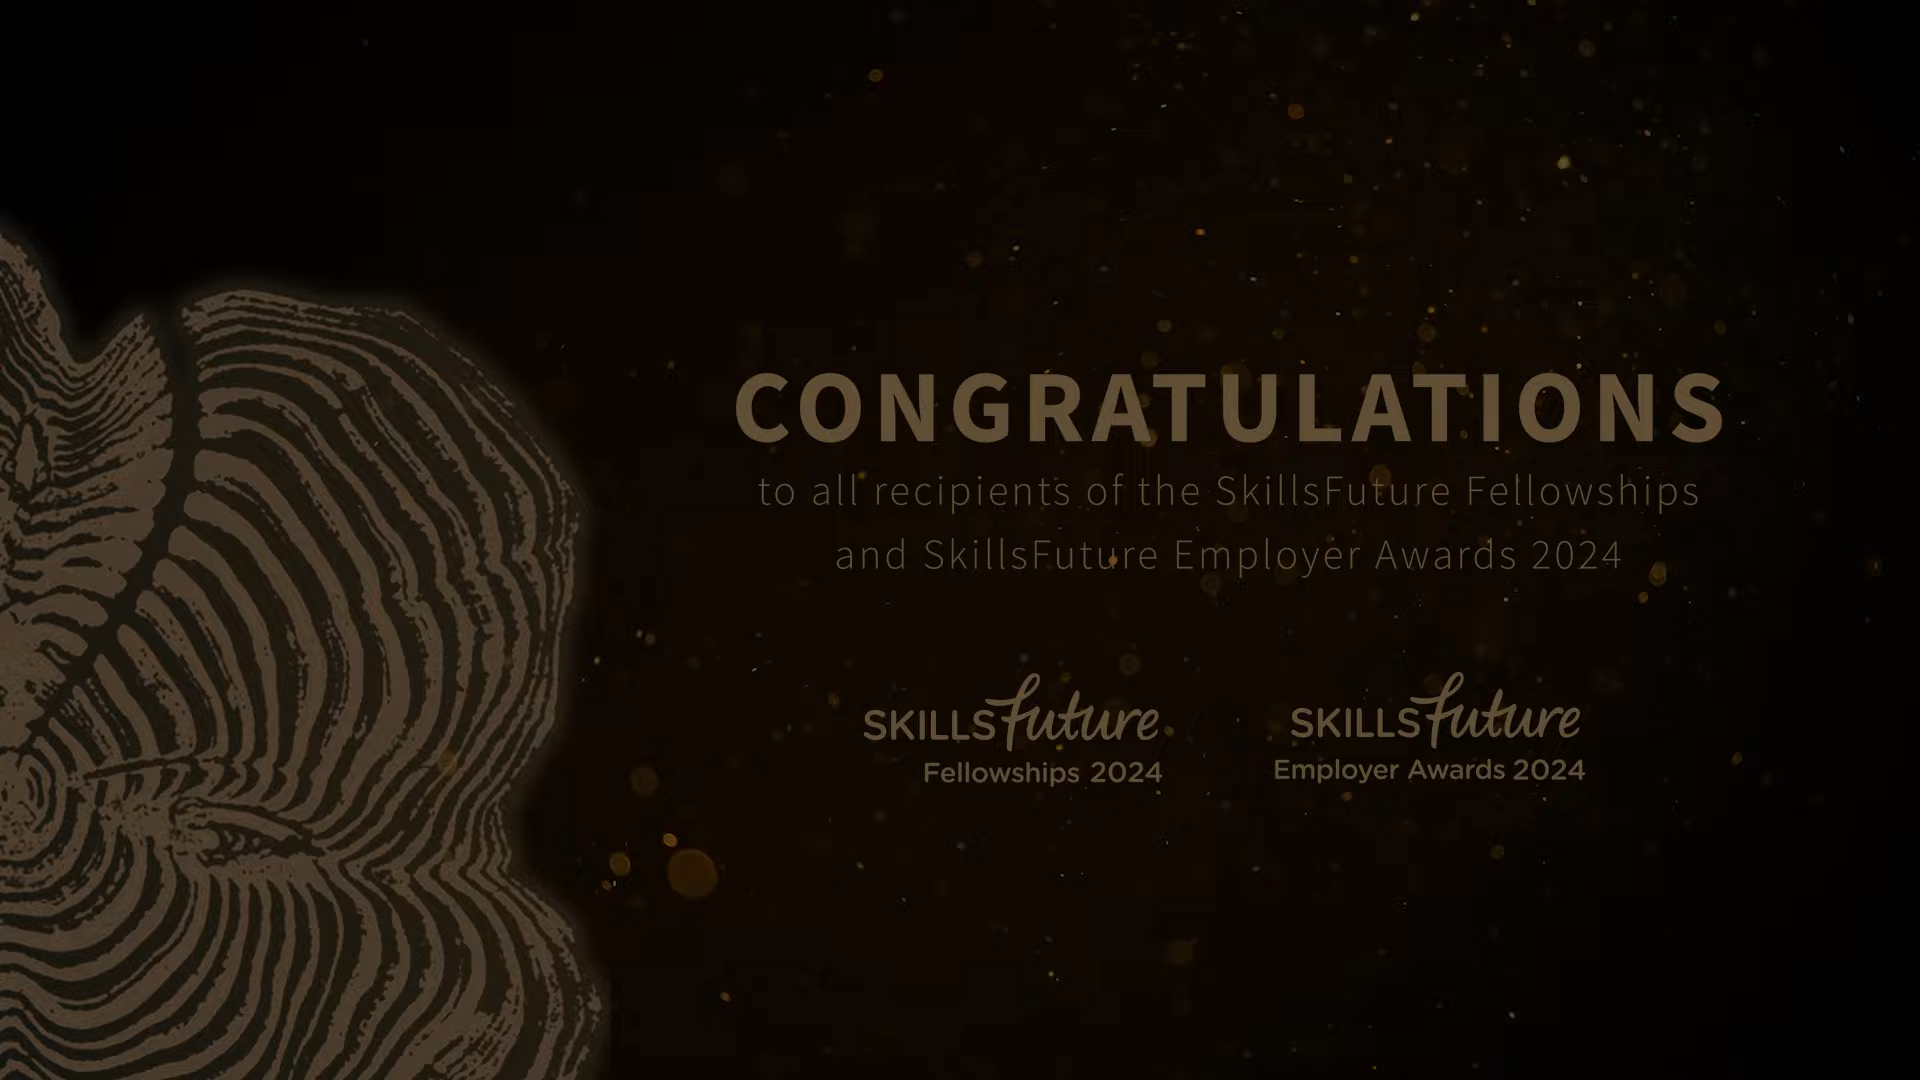 CONGRATULATIONS
to all recipients of the SkillsFuture Fellowships
and SkillsFuture Employer Awards 2024
SKILLSfuture
Fellowships 2024
SKILLSfuture
Employer Awards 2024